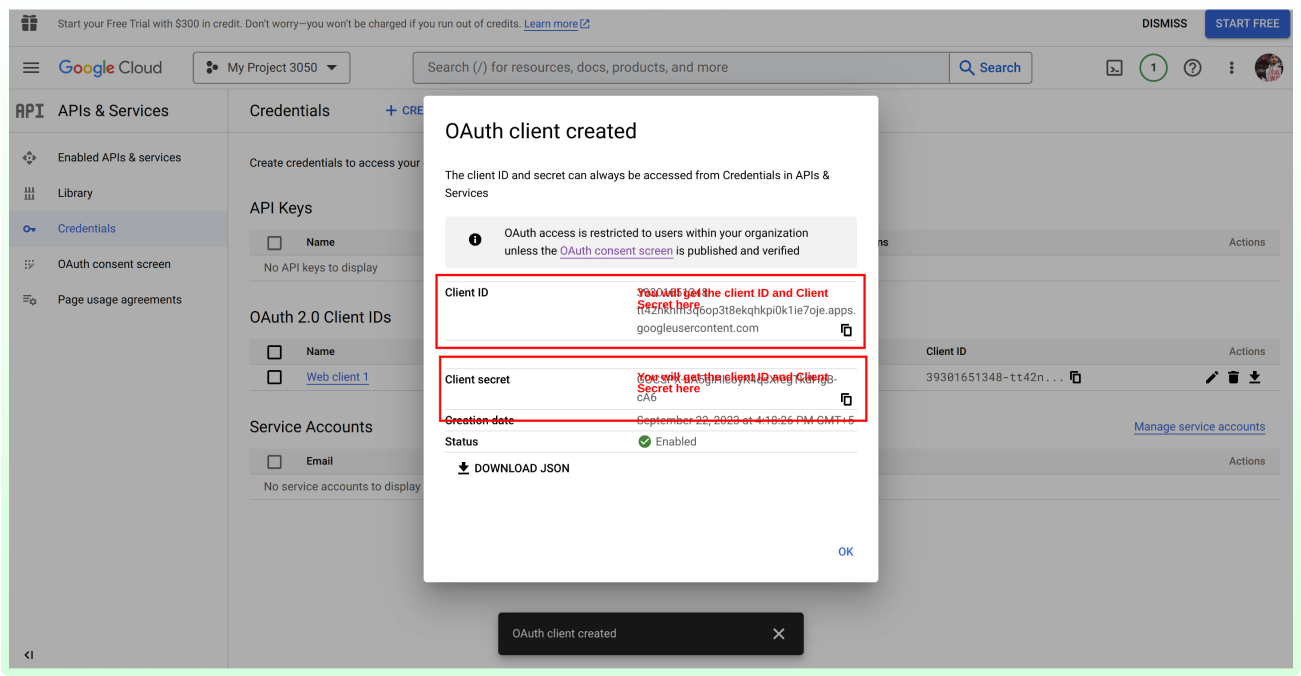 Start your Free Trial with $300 in credit. Don't worry—you won't be charged if you run out of credits. Learn more
DISMISS
START FREE
Google Cloud
My Project 3050
Search (/) for resources, docs, products, and more
Search
1
API
APIs & Services
Credentials
+ CRE
Enabled APIs & services
Library
Credentials
OAuth consent screen
Page usage agreements
Create credentials to access your
API Keys
Name
ns
Actions
No API keys to display
OAuth 2.0 Client IDs
Name
Client ID
Actions
Web client 1
39301651348-tt42n...
Service Accounts
Manage service accounts
Email
Actions
No service accounts to display
OAuth client created
The client ID and secret can always be accessed from Credentials in APIs &
Services
OAuth access is restricted to users within your organization
unless the OAuth consent screen is published and verified
Client ID
You will get the client ID and Client
Secret here
googleusercontent.com
Client secret
You will get the client ID and Client
Secret here
cA6
Creation date
September 22, 2023 at 4:18:26 PM GMT+5
Status
Enabled
DOWNLOAD JSON
OK
OAuth client created